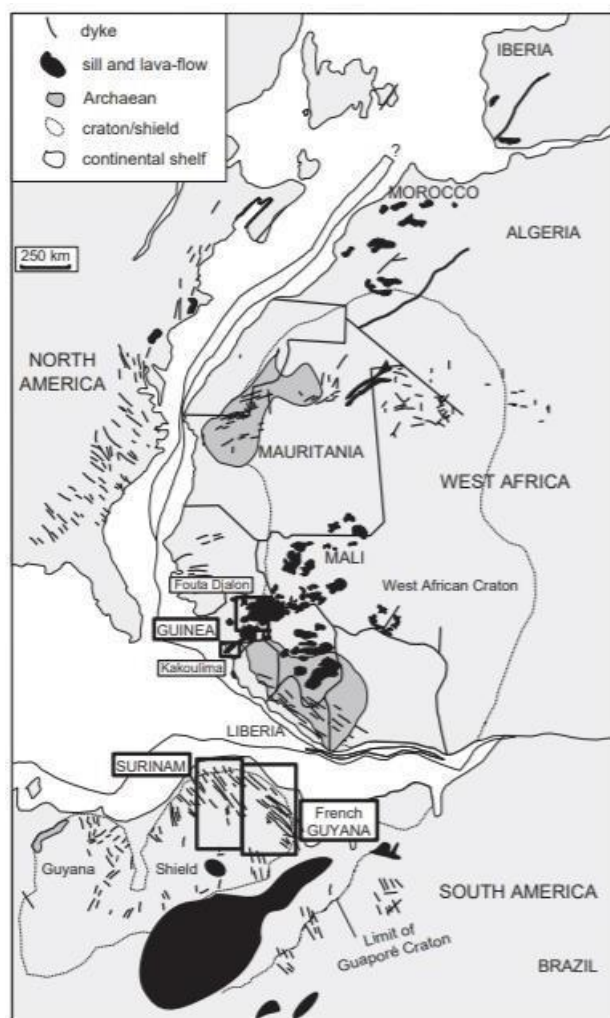 dyke
sill and lava-flow
Archaean
craton/shield
continental shelf
IBERIA
?
MOROCCO
ALGERIA
250 km
NORTH
AMERICA
MAURITANIA
WEST AFRICA
MALI
Fouta Dialon
West African Craton
GUINEA
Kakoulima
LIBERIA
SURINAM
French
GUYANA
Guyana
Shield
SOUTH AMERICA
Limit of
Guaporé Craton
BRAZIL